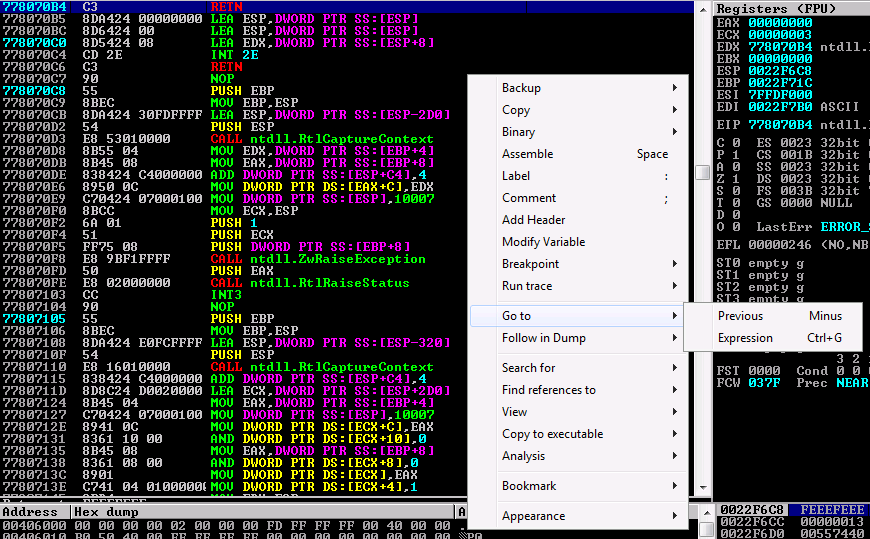 778070B4 C3 RETN
778070B5 8DA424 00000000 LEA ESP,DWORD PTR SS:[ESP]
778070BC 8D6424 00 LEA ESP,DWORD PTR SS:[ESP]
778070C0 8D5424 08 LEA EDX,DWORD PTR SS:[ESP+8]
778070C4 CD 2E INT 2E
778070C6 C3 RETN
778070C7 90 NOP
778070C8 55 PUSH EBP
778070C9 8BEC MOV EBP,ESP
778070CB 8DA424 30FDFFFF LEA ESP,DWORD PTR SS:[ESP-2D0]
778070D2 54 PUSH ESP
778070D3 E8 53010000 CALL ntdll.RtlCaptureContext
778070D8 8B55 04 MOV EDX,DWORD PTR SS:[EBP+4]
778070DB 8B45 08 MOV EAX,DWORD PTR SS:[EBP+8]
778070DE 838424 C4000000 ADD DWORD PTR SS:[ESP+C4],4
778070E6 8950 0C MOV DWORD PTR DS:[EAX+C],EDX
778070E9 C70424 07000100 MOV DWORD PTR SS:[ESP],10007
778070F0 8BCC MOV ECX,ESP
778070F2 6A 01 PUSH 1
778070F4 51 PUSH ECX
778070F5 FF75 08 PUSH DWORD PTR SS:[EBP+8]
778070F8 E8 9BF1FFFF CALL ntdll.ZwRaiseException
778070FD 50 PUSH EAX
778070FE E8 02000000 CALL ntdll.RtlRaiseStatus
77807103 CC INT3
77807104 90 NOP
77807105 55 PUSH EBP
77807106 8BEC MOV EBP,ESP
77807108 8DA424 E0FCFFFF LEA ESP,DWORD PTR SS:[ESP-320]
7780710F 54 PUSH ESP
77807110 E8 16010000 CALL ntdll.RtlCaptureContext
77807115 838424 C4000000 ADD DWORD PTR SS:[ESP+C4],4
7780711D 8D8C24 D0020000 LEA ECX,DWORD PTR SS:[ESP+2D0]
77807124 8B45 04 MOV EAX,DWORD PTR SS:[EBP+4]
77807127 C70424 07000100 MOV DWORD PTR SS:[ESP],10007
7780712E 8941 0C MOV DWORD PTR DS:[ECX+C],EAX
77807131 8361 10 00 AND DWORD PTR DS:[ECX+10],0
77807135 8B45 08 MOV EAX,DWORD PTR SS:[EBP+8]
77807138 8361 08 00 AND DWORD PTR DS:[ECX+8],0
7780713C 8901 MOV DWORD PTR DS:[ECX],EAX
7780713E C741 04 01000000 MOV DWORD PTR DS:[ECX+4],1
Backup
Copy
Binary
Assemble Space
Label :
Comment ;
Add Header
Modify Variable
Breakpoint
Run trace
Go to
Follow in Dump
Search for
Find references to
View
Copy to executable
Analysis
Bookmark
Appearance
Previous Minus
Expression Ctrl+G
Registers (FPU)
EAX 00000000
ECX 00000003
EDX 778070B4 ntdll.
EBX 00000000
ESP 0022F6C8
EBP 0022F71C
ESI 7FFDF000
EDI 0022F7B0 ASCII
EIP 778070B4 ntdll.
C 0 ES 0023 32bit
P 1 CS 001B 32bit
A 0 SS 0023 32bit
Z 1 DS 0023 32bit
S 0 FS 003B 32bit
T 0 GS 0000 NULL
D 0
O 0 LastErr ERROR_S
EFL 00000246 (NO,NB
ST0 empty g
ST1 empty g
ST2 empty g
ST3 empty g
3 2 1
FST 0000 Cond 0 0 0
FCW 037F Prec NEAR
Address Hex dump A
00406000 00 00 00 00 02 00 00 00 FD FF FF FF 00 40 00 00
0022F6C8 FEEEFEEE
0022F6CC 00000013
0022F6D0 00557440